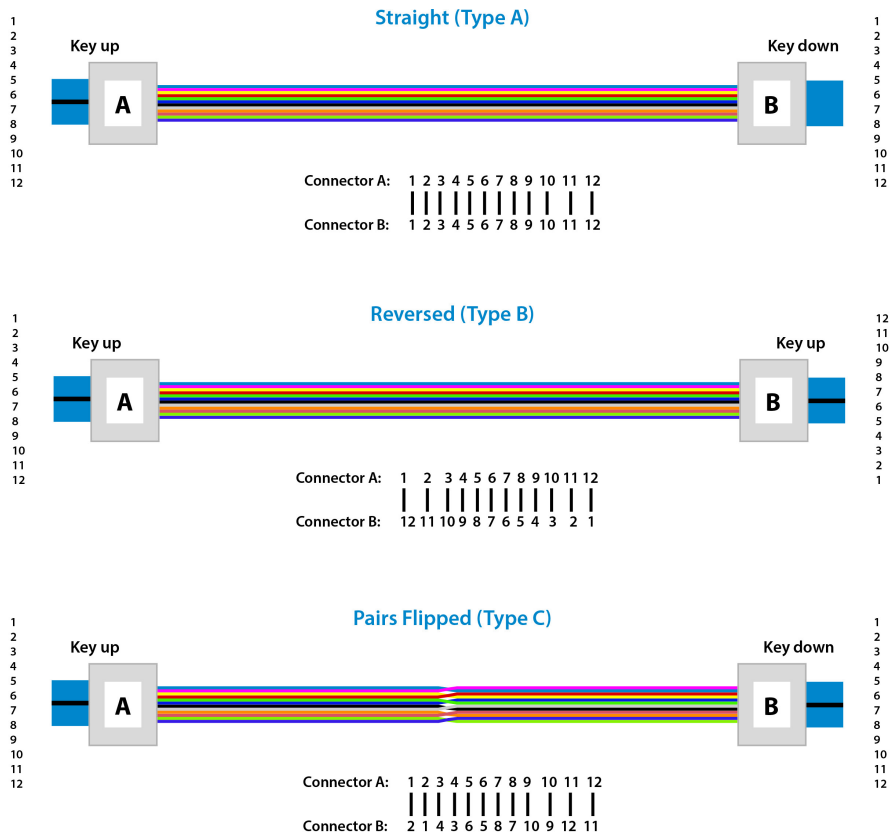 Straight (Type A)
1 1
2 2
Key up Key down
3 3
4 4
5 5
6 6
A B
7 7
8 8
9 9
10 10
11 11
12 12
Connector A: 1 2 3 4 5 6 7 8 9 10 11 12
Connector B: 1 2 3 4 5 6 7 8 9 10 11 12
Reversed (Type B)
1 12
2 11
Key up Key up
3 10
4 9
5 8
6 7
A B
7 6
8 5
9 4
10 3
11 2
12 1
Connector A: 1 2 3 4 5 6 7 8 9 10 11 12
Connector B: 12 11 10 9 8 7 6 5 4 3 2 1
Pairs Flipped (Type C)
1 1
2 2
Key up Key down
3 3
4 4
5 5
6 6
A B
7 7
8 8
9 9
10 10
11 11
12 12
Connector A: 1 2 3 4 5 6 7 8 9 10 11 12
Connector B: 2 1 4 3 6 5 8 7 10 9 12 11